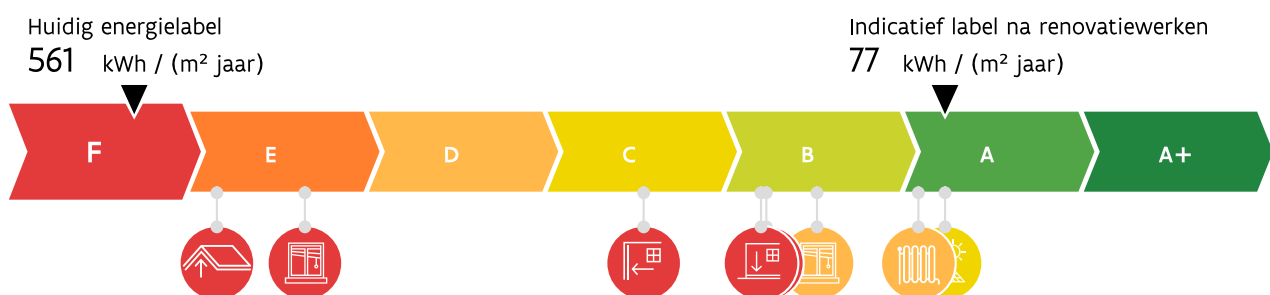 Huidig energielabel
561 kWh / (m² jaar)
Indicatief label na renovatiewerken
77 kWh / (m² jaar)
F E D C B A A+